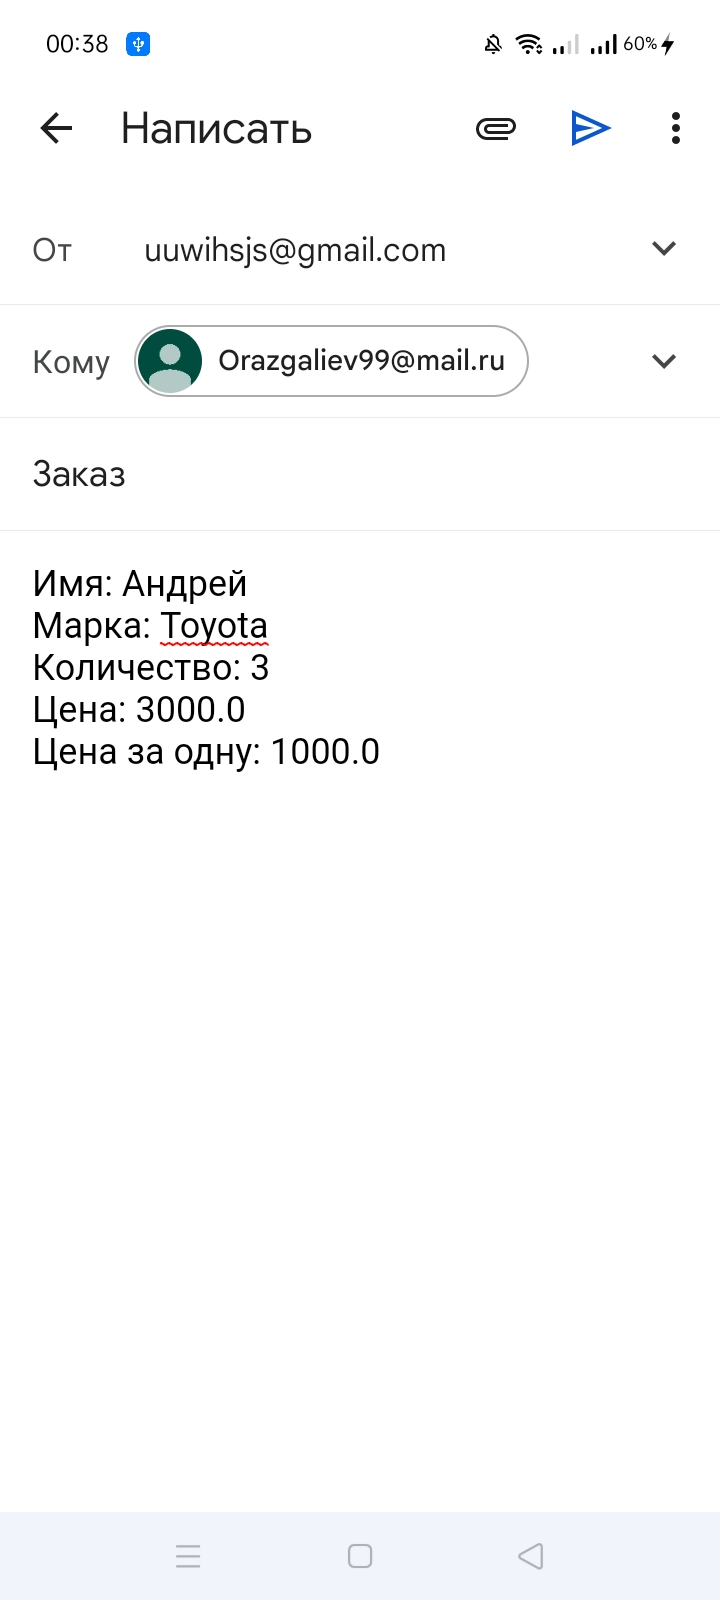 00:38
60%
Написать
От uuwihsjs@gmail.com
Кому Orazgaliev99@mail.ru
Заказ
Имя: Андрей
Марка: Toyota
Количество: 3
Цена: 3000.0
Цена за одну: 1000.0